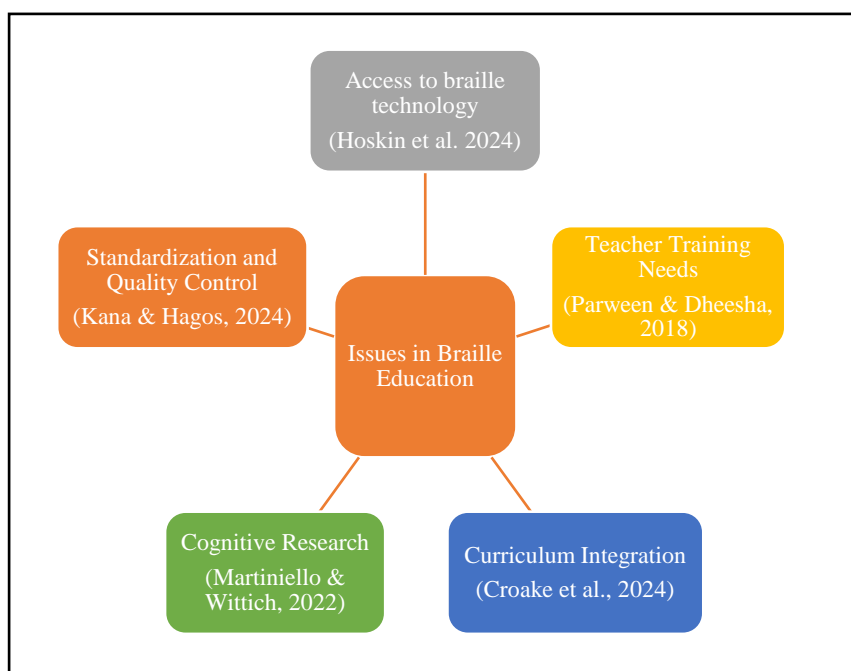 Access to braille
technology
(Hoskin et al. 2024)
Standardization and
Quality Control
(Kana & Hagos, 2024)
Teacher Training
Needs
(Parween & Dheesha,
2018)
Issues in Braille
Education
Cognitive Research
(Martiniello &
Wittich, 2022)
Curriculum Integration
(Croake et al., 2024)